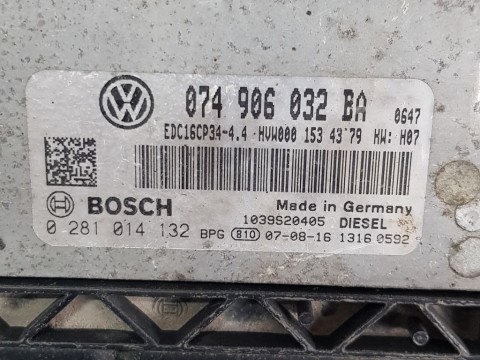 074 906 032 BA 0647
EDC16CP34-4.4 HVW000 153 43'79 HW: H07
BOSCH
Made in Germany
1039S20405 DIESEL
0 281 014 132 BPG 810 07-08-16 1316 0592